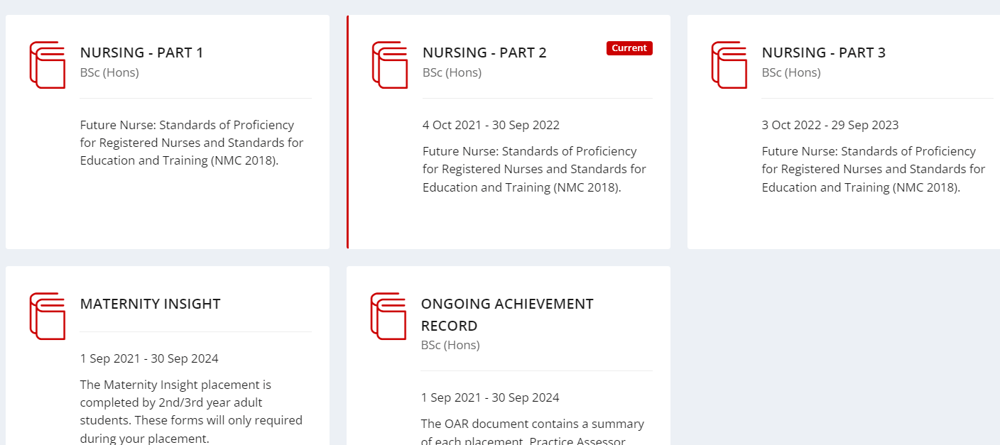 NURSING - PART 1
BSc (Hons)
Future Nurse: Standards of Proficiency
for Registered Nurses and Standards for
Education and Training (NMC 2018).
NURSING - PART 2
Current
BSc (Hons)
4 Oct 2021 - 30 Sep 2022
Future Nurse: Standards of Proficiency
for Registered Nurses and Standards for
Education and Training (NMC 2018).
NURSING - PART 3
BSc (Hons)
3 Oct 2022 - 29 Sep 2023
Future Nurse: Standards of Proficiency
for Registered Nurses and Standards for
Education and Training (NMC 2018).
MATERNITY INSIGHT
1 Sep 2021 - 30 Sep 2024
The Maternity Insight placement is
completed by 2nd/3rd year adult
students. These forms will only required
during your placement.
ONGOING ACHIEVEMENT
RECORD
BSc (Hons)
1 Sep 2021 - 30 Sep 2024
The OAR document contains a summary
of each placement, Practice Assessor